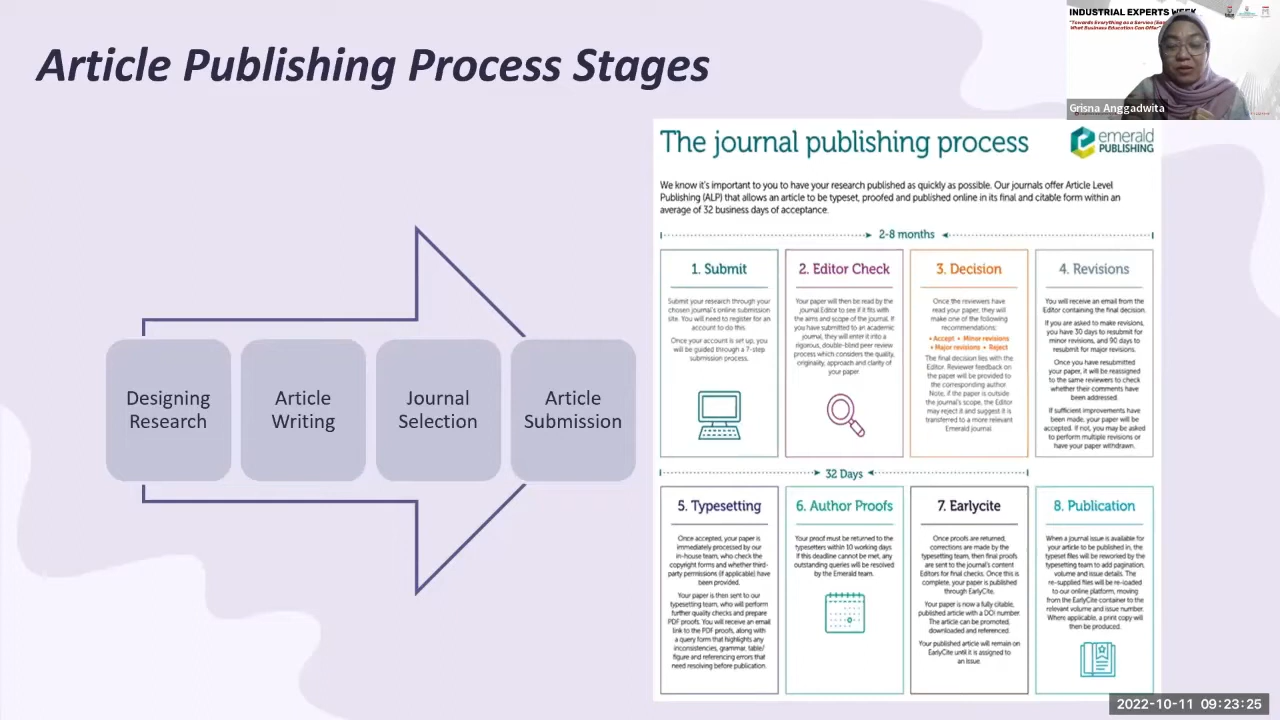 Article Publishing Process Stages
INDUSTRIAL EXPERTS WEEK
"Towards Everything as a Service
What Business Education Can Offer"
Grisna Anggadwita
Designing
Research
Article
Writing
Journal
Selection
Article
Submission
The journal publishing process
emerald
PUBLISHING
We know it's important to you to have your research published as quickly as possible. Our journals offer Article Level
Publishing (ALP) that allows an article to be typeset, proofed and published online in its final and citable form within an
average of 32 business days of acceptance.
2-8 months
1. Submit
Submit your research through your
chosen journal's online submission
site. You will need to register for an
account to do this.
Once your account is set up, you
will be guided through a 7-step
submission process.
2. Editor Check
Your paper will then be read by the
journal Editor to see if it fits with
the aims and scope of the journal. If
you have submitted to an academic
journal, they will enter it into a
rigorous, double-blind peer review
process which considers the quality,
originality, approach and clarity of
your paper
3. Decision
Once the reviewers have
read your paper, they will
make one of the following
recommendations:
• Accept • Minor revisions
• Major revisions • Reject
The final decision lies with the
Editor. Reviewer feedback on
the paper will be provided to
the corresponding author.
Note, if the paper is outside
the journal's scope, the Editor
may reject it and suggest it is
transferred to a more relevant
Emerald journal
4. Revisions
You will receive an email from the
Editor containing the final decision.
If you are asked to make revisions,
you have 30 days to resubmit for
minor revisions, and 90 days to
resubmit for major revisions.
Once you have resubmitted
your paper, it will be reassigned
to the same reviewers to check
whether their comments have
been addressed.
If sufficient improvements have
been made, your paper will be
accepted. If not, you may be asked
to perform multiple revisions or
have your paper withdrawn.
32 Days
5. Typesetting
Once accepted, your paper is
immediately processed by our
in-house team, who check the
copyright forms and whether third-
party permissions (if applicable) have
been provided.
Your paper is then sent to our
typesetting team, who will perform
further quality checks and prepare
PDF proofs. You will receive an email
link to the PDF proofs, along with
a query form that highlights any
inconsistencies, grammar, table/
figure and referencing errors that
need resolving before publication.
6. Author Proofs
Your proof must be returned to the
typesetters within 10 working days
If this deadline cannot be met, any
outstanding queries will be resolved
by the Emerald team.
7. Earlycite
Once proofs are returned,
corrections are made by the
typesetting team, then final proofs
are sent to the journal's content
Editors for final checks. Once this is
complete, your paper is published
through EarlyCite.
Your paper is now a fully citable,
published article with a DOI number.
The article can be promoted,
downloaded and referenced.
Your published article will remain on
EarlyCite until it is assigned to
an issue.
8. Publication
When a journal issue is available for
your article to be published in, the
typeset files will be reworked by the
typesetting team to add pagination,
volume and issue details. The
re-supplied files will be re-loaded
to our online platform, moving
from the EarlyCite container to the
relevant volume and issue number.
Where applicable, a print copy will
then be produced.
2022-10-11 09:23:25